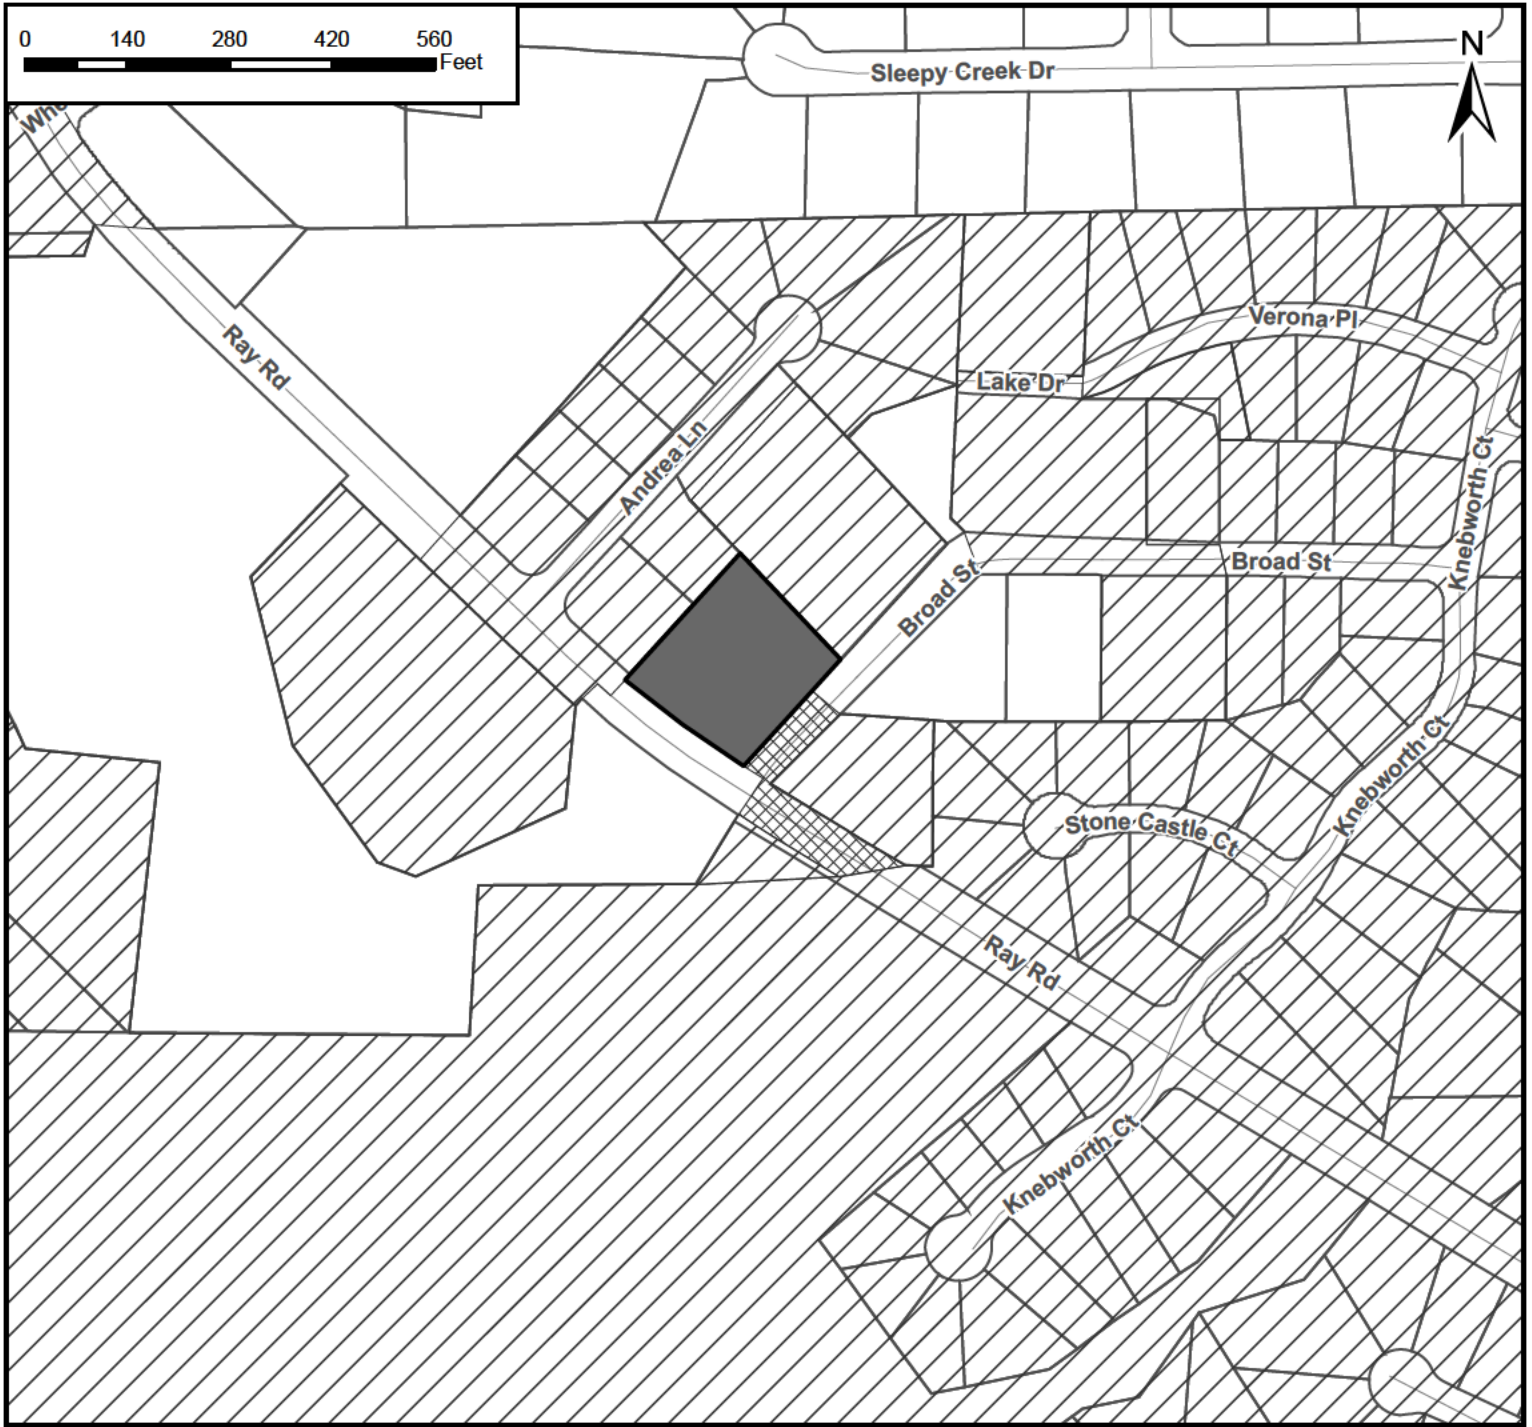 0 140 280 420 560
Feet
N
Sleepy Creek Dr
Ray Rd
Verona Pl
Lake Dr
Andrea Ln
Knebworth Ct
Broad St
Broad St
Knebworth Ct
Stone Castle Ct
Ray Rd
Knebworth Ct